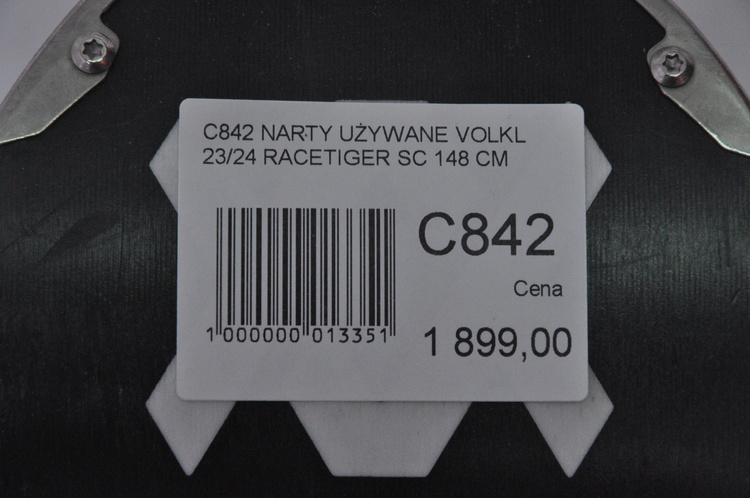 C842 NARTY UŻYWANE VOLKL
23/24 RACETIGER SC 148 CM
C842
Cena
1 899,00
1 000000 013351